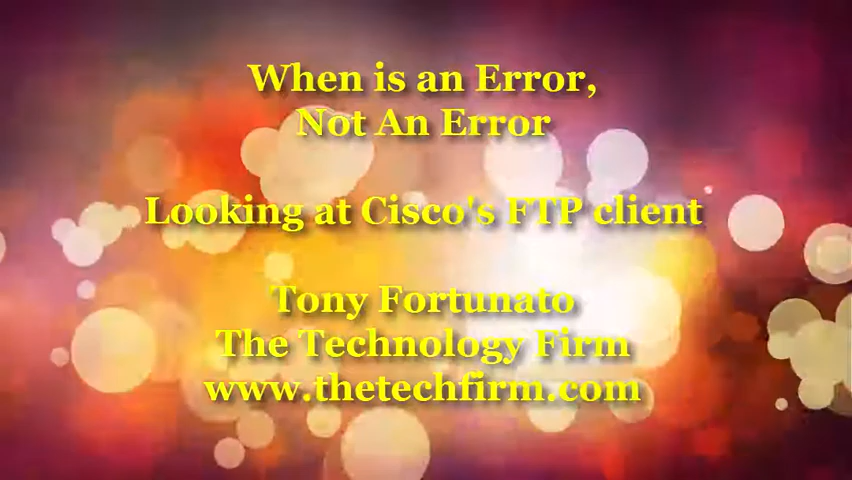 When is an Error,
Not An Error
Looking at Cisco's FTP client
Tony Fortunato
The Technology Firm
www.thetechfirm.com